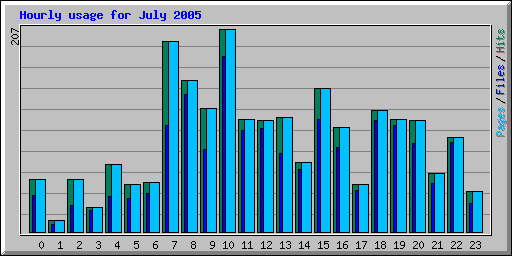 Hourly usage for July 2005
207
Pages / Files / Hits
0 1 2 3 4 5 6 7 8 9 10 11 12 13 14 15 16 17 18 19 20 21 22 23